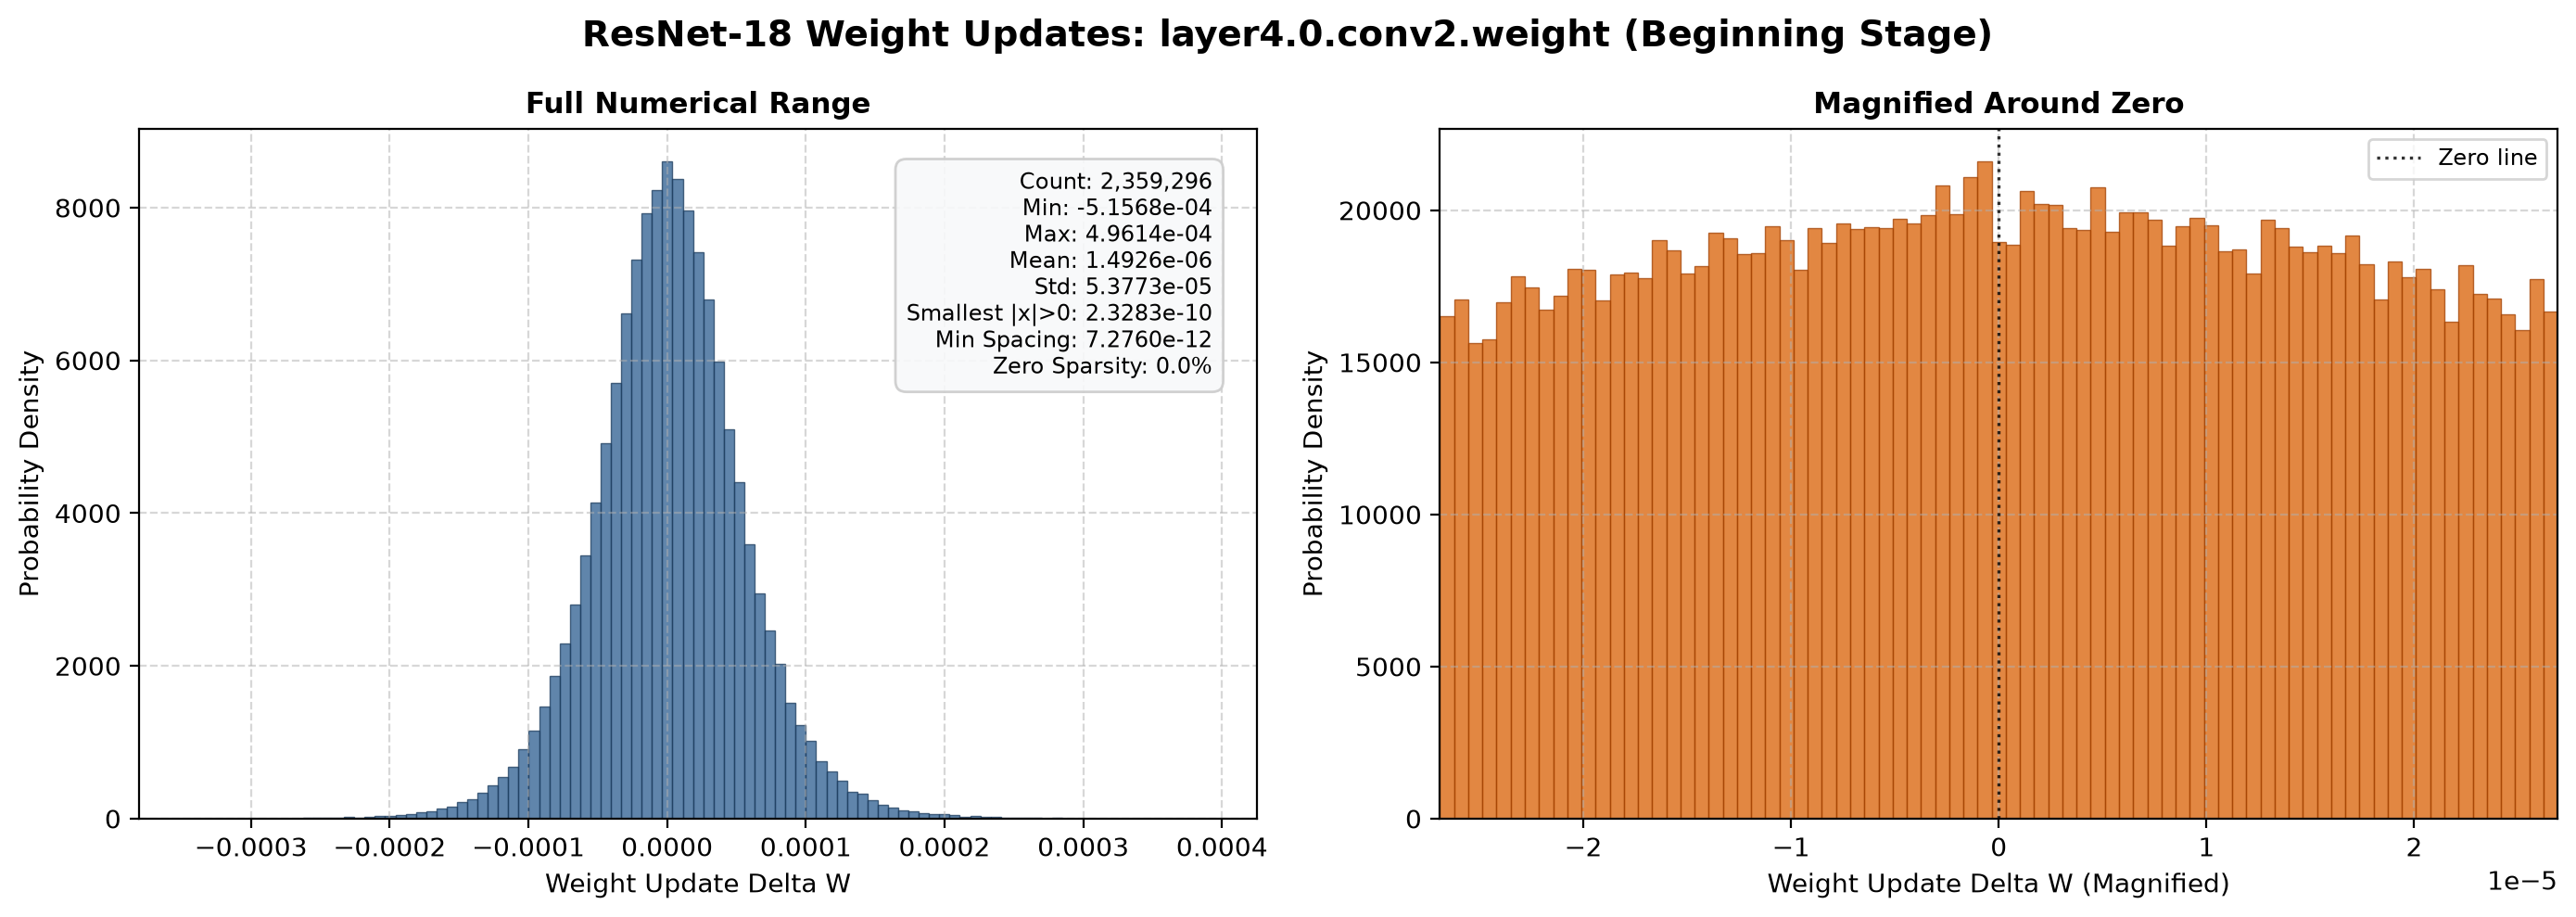 ResNet-18 Weight Updates: layer4.0.conv2.weight (Beginning Stage)
Full Numerical Range
Probability Density
8000
6000
4000
2000
0
Count: 2,359,296
Min: -5.1568e-04
Max: 4.9614e-04
Mean: 1.4926e-06
Std: 5.3773e-05
Smallest |x|>0: 2.3283e-10
Min Spacing: 7.2760e-12
Zero Sparsity: 0.0%
−0.0003 −0.0002 −0.0001 0.0000 0.0001 0.0002 0.0003 0.0004
Weight Update Delta W
Magnified Around Zero
Probability Density
20000
15000
10000
5000
0
Zero line
−2 −1 0 1 2
1e−5
Weight Update Delta W (Magnified)